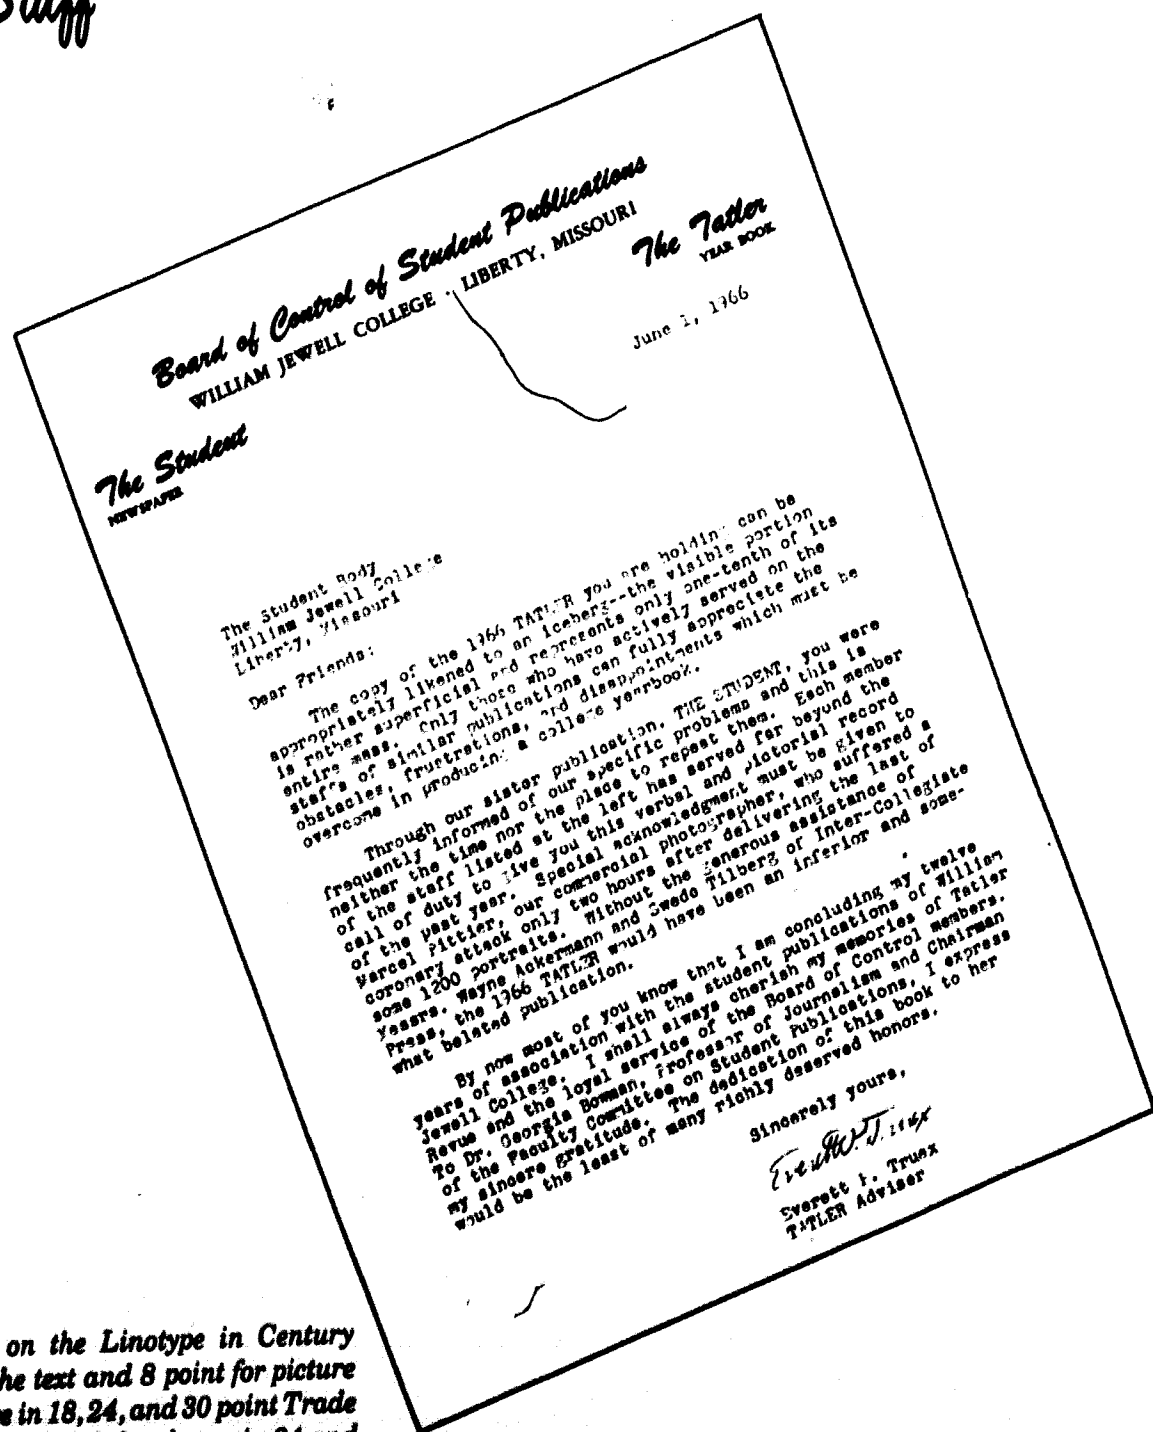 Staff
Board of Control of Student Publications
WILLIAM JEWELL COLLEGE · LIBERTY, MISSOURI
The Tatler
YEAR BOOK
June 1, 1966
The Student
NEWSPAPER
The Student Body
William Jewell College
Liberty, Missouri
Dear Friends:
The copy of the 1966 TATLER you are holding can be
appropriately likened to an iceberg--the visible portion
is rather superficial and represents only one-tenth of its
entire mass. Only those who have actively served on the
staffs of similar publications can fully appreciate the
obstacles, frustrations, and disappointments which must be
overcome in producing a college yearbook.
Through our sister publication, THE STUDENT, you were
frequently informed of our specific problems and this is
neither the time nor the place to repeat them. Each member
of the staff listed at the left has served far beyond the
call of duty to give you this verbal and pictorial record
of the past year. Special acknowledgment must be given to
Marcel Pittier, our commercial photographer, who suffered a
coronary attack only two hours after delivering the last of
some 1200 portraits. Without the generous assistance of
Messrs. Wayne Ackermann and Swede Tilberg of Inter-Collegiate
Press, the 1966 TATLER would have been an inferior and some-
what belated publication.
By now most of you know that I am concluding my twelve
years of association with the student publications of William
Jewell College. I shall always cherish my memories of Tatler
Revue and the loyal service of the Board of Control members.
To Dr. Georgia Bowman, Professor of Journalism and Chairman
of the Faculty Committee on Student Publications, I express
my sincere gratitude. The dedication of this book to her
would be the least of many richly deserved honors.
Sincerely yours,
Everett Truex
TATLER Adviser
on the Linotype in Century
he text and 8 point for picture
e in 18, 24, and 30 point Trade